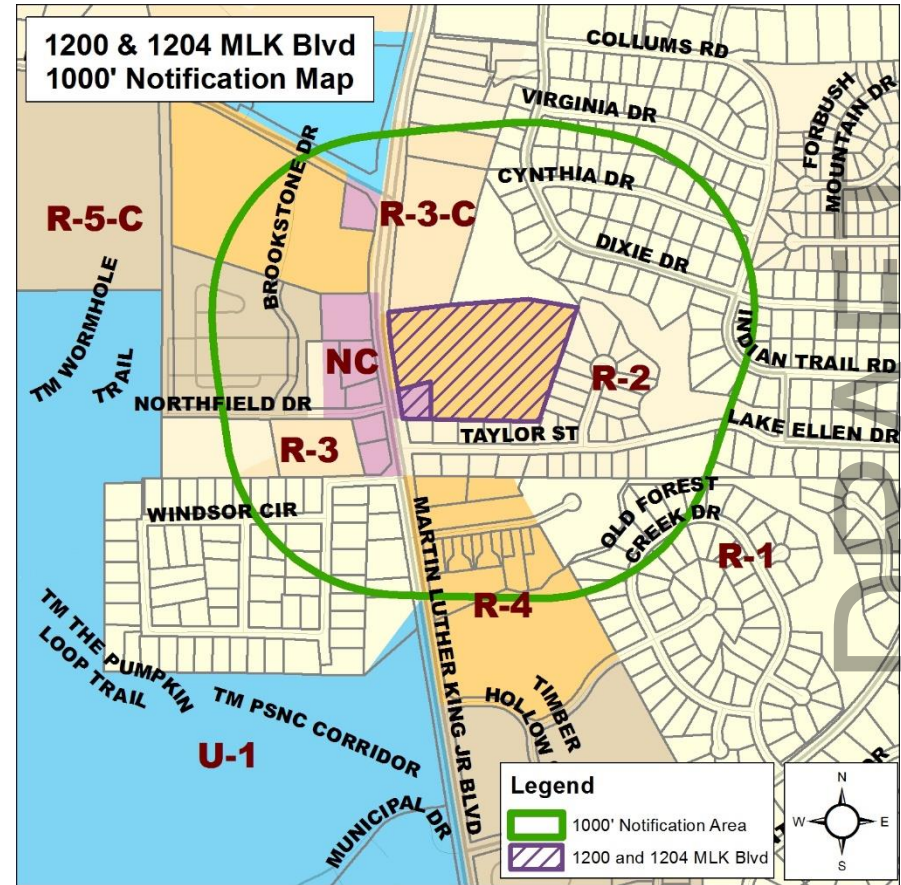 1200 & 1204 MLK Blvd
1000' Notification Map
COLLUMS RD
VIRGINIA DR
FORBUSH
MOUNTAIN DR
CYNTHIA DR
BROOKSTONE DR
R-5-C
R-3-C
DIXIE DR
TM WORMHOLE
TRAIL
NC
R-2
INDIAN TRAIL RD
NORTHFIELD DR
TAYLOR ST
LAKE ELLEN DR
R-3
OLD FOREST
CREEK DR
WINDSOR CIR
R-1
MARTIN LUTHER KING JR BLVD
R-4
TM THE PUMPKIN
LOOP TRAIL
TIMBER
HOLLOW
TM PSNC CORRIDOR
U-1
MUNICIPAL DR
Legend
1000' Notification Area
1200 and 1204 MLK Blvd
N
W
E
S